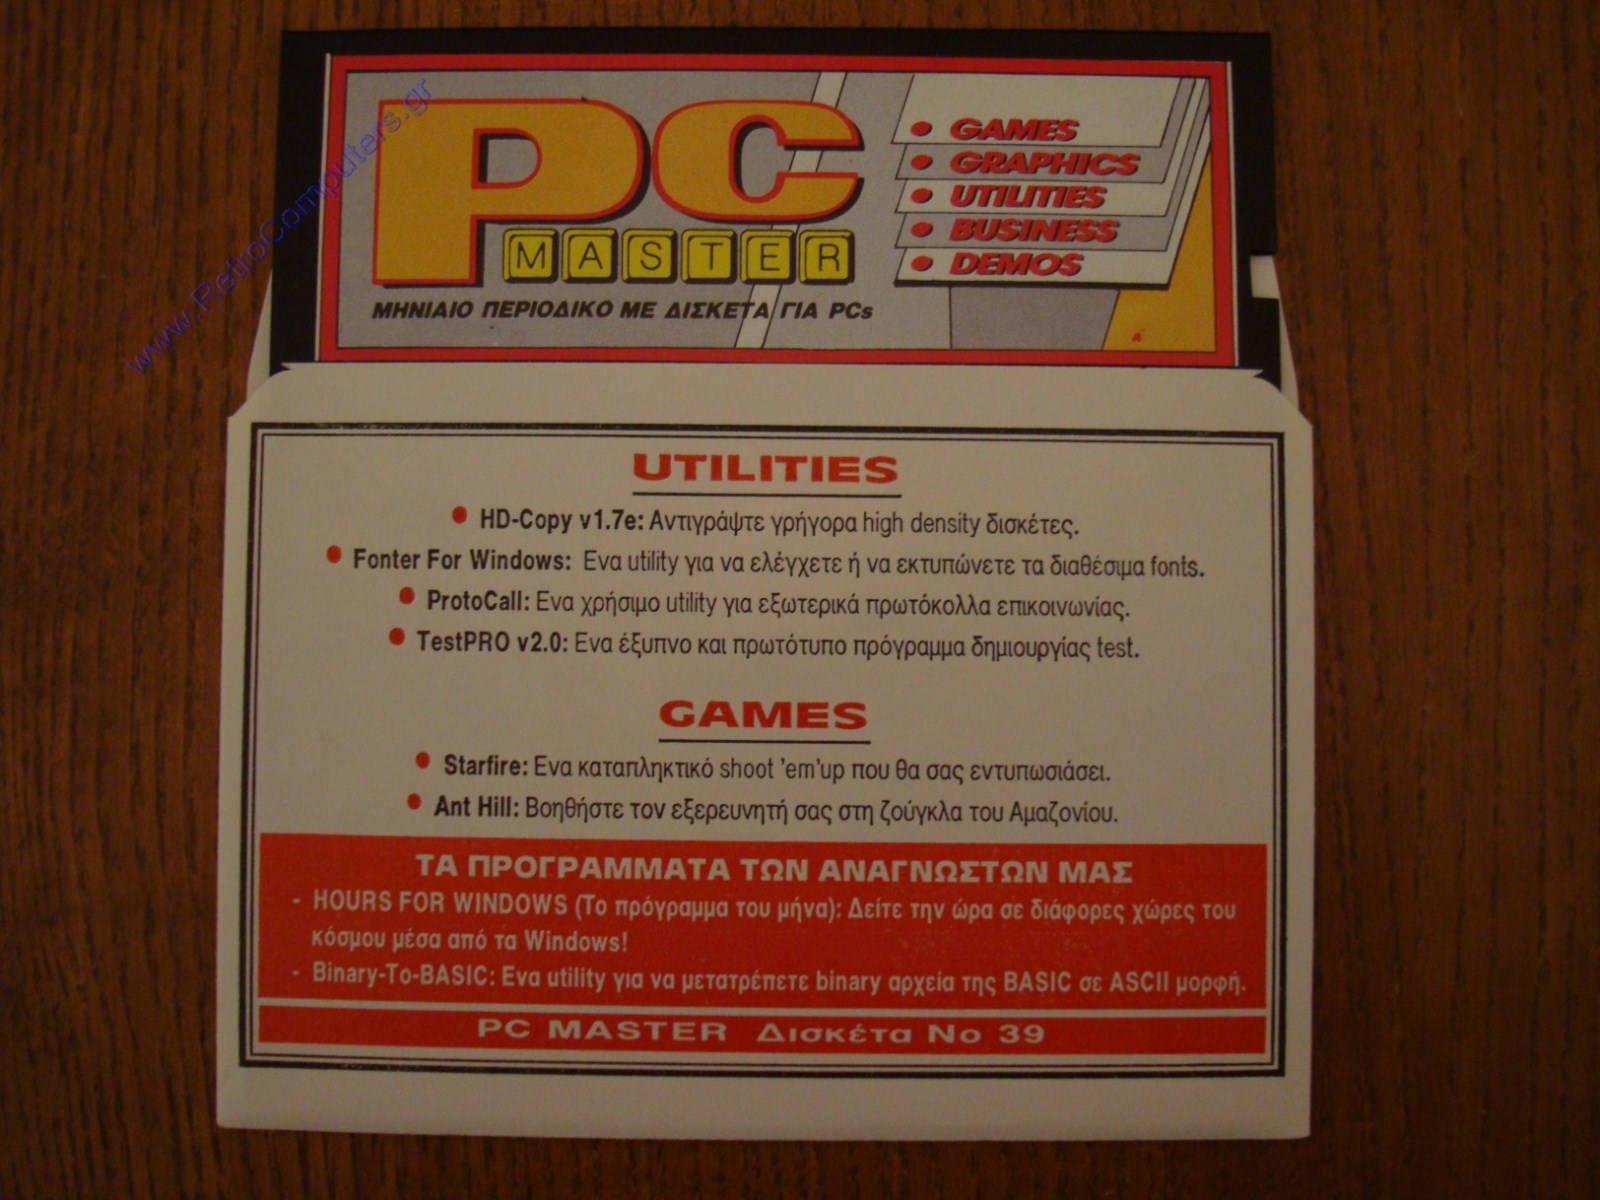 www.RetroComputers.gr
PC
MASTER
ΜΗΝΙΑΙΟ ΠΕΡΙΟΔΙΚΟ ΜΕ ΔΙΣΚΕΤΑ ΓΙΑ PCs
• GAMES
• GRAPHICS
• UTILITIES
• BUSINESS
• DEMOS
UTILITIES
• HD-Copy v1.7e: Αντιγράψτε γρήγορα high density δισκέτες.
• Fonter For Windows: Ενα utility για να ελέγχετε ή να εκτυπώνετε τα διαθέσιμα fonts.
• ProtoCall: Ενα χρήσιμο utility για εξωτερικά πρωτόκολλα επικοινωνίας.
• TestPRO v2.0: Ενα έξυπνο και πρωτότυπο πρόγραμμα δημιουργίας test.
GAMES
• Starfire: Ενα καταπληκτικό shoot 'em'up που θα σας εντυπωσιάσει.
• Ant Hill: Βοηθήστε τον εξερευνητή σας στη ζούγκλα του Αμαζονίου.
ΤΑ ΠΡΟΓΡΑΜΜΑΤΑ ΤΩΝ ΑΝΑΓΝΩΣΤΩΝ ΜΑΣ
- HOURS FOR WINDOWS (Το πρόγραμμα του μήνα): Δείτε την ώρα σε διάφορες χώρες του
κόσμου μέσα από τα Windows!
- Binary-To-BASIC: Ενα utility για να μετατρέπετε binary αρχεία της BASIC σε ASCII μορφή.
PC MASTER Δισκέτα Νο 39